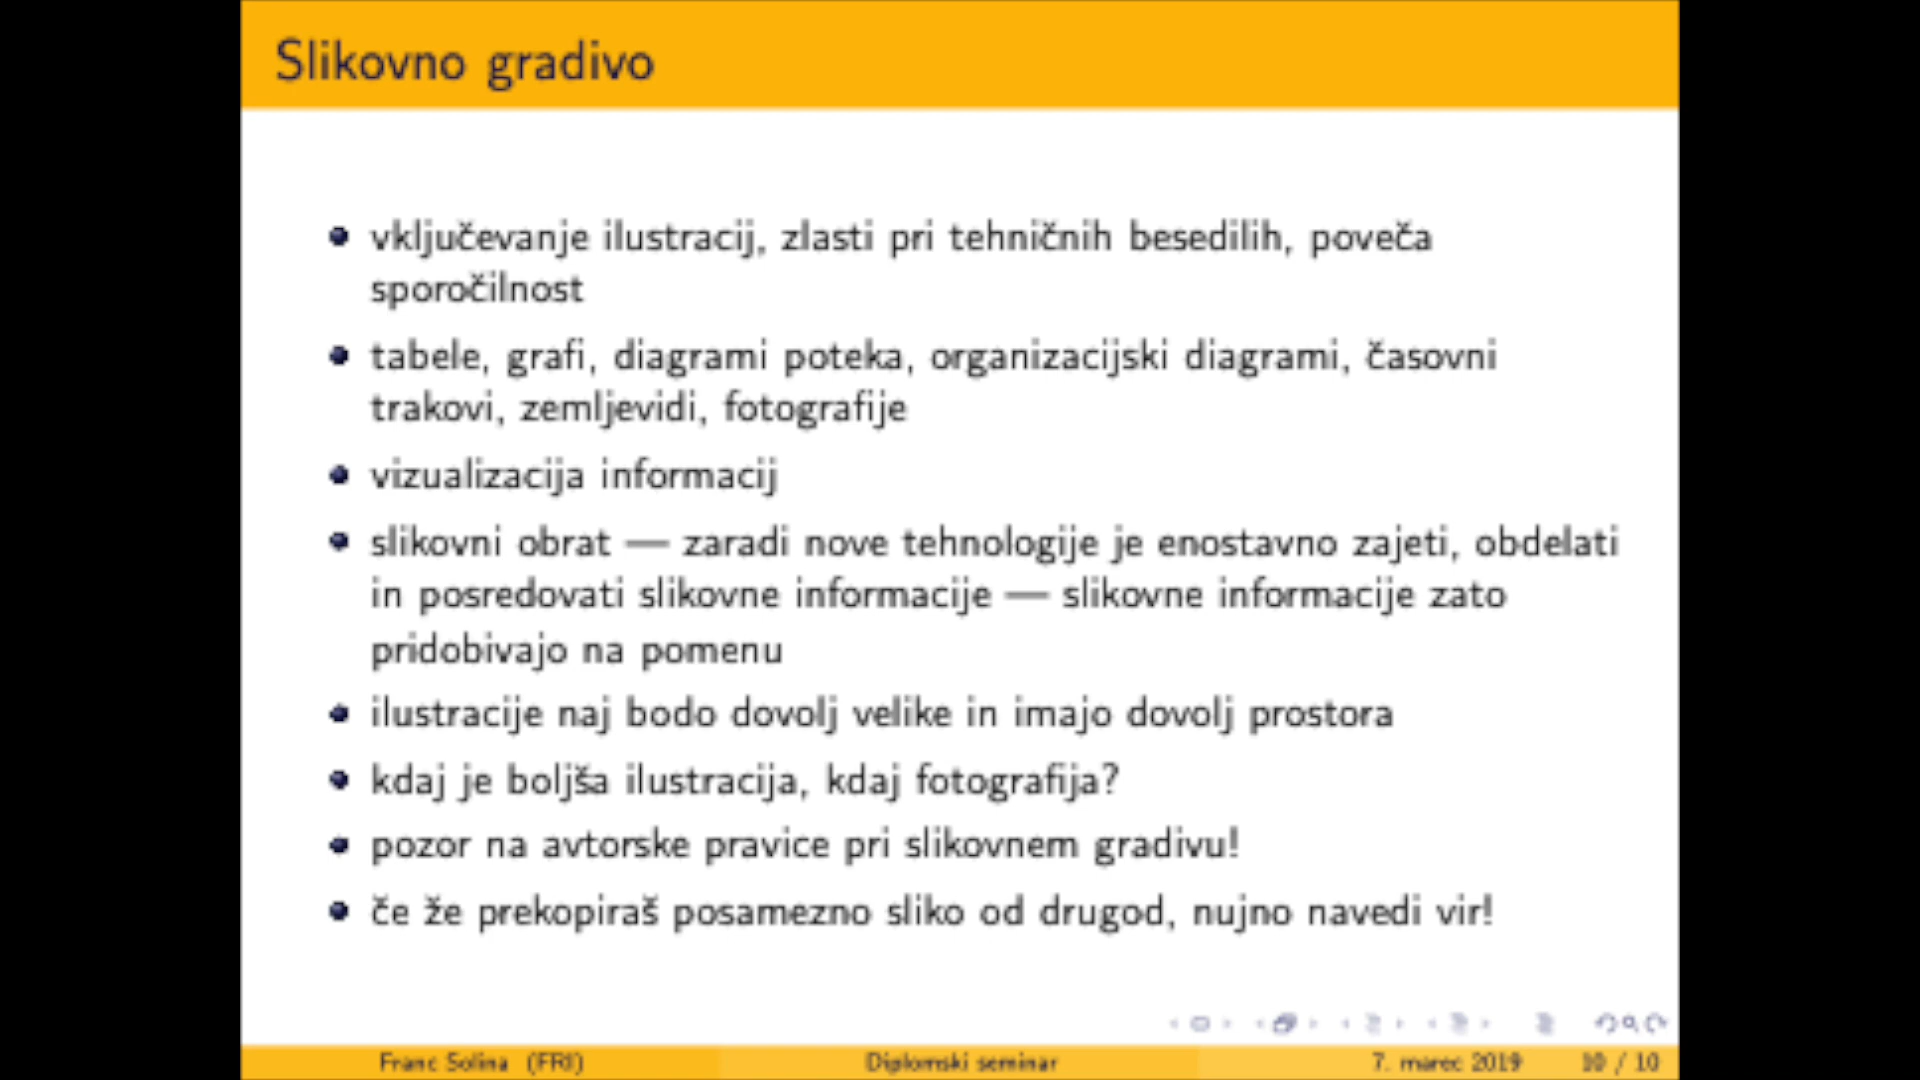 Slikovno gradivo
vključevanje ilustracij, zlasti pri tehničnih besedilih, poveča
sporočilnost
tabele, grafi, diagrami poteka, organizacijski diagrami, časovni
trakovi, zemljevidi, fotografije
vizualizacija informacij
slikovni obrat — zaradi nove tehnologije je enostavno zajeti, obdelati
in posredovati slikovne informacije — slikovne informacije zato
pridobivajo na pomenu
ilustracije naj bodo dovolj velike in imajo dovolj prostora
kdaj je boljša ilustracija, kdaj fotografija?
pozor na avtorske pravice pri slikovnem gradivu!
če že prekopiraš posamezno sliko od drugod, nujno navedi vir!
Franc Solina (FRI) Diplomski seminar 7. marec 2019 10 / 10